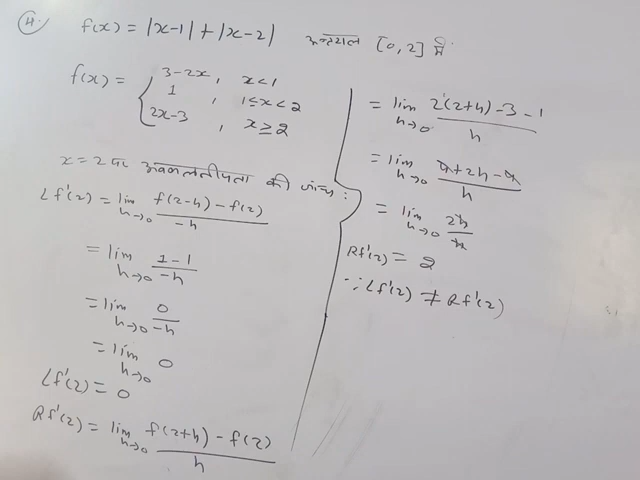 (4.) f(x) = |x-1| + |x-2| अन्तराल [0,2] में
f(x) = { 3-2x, x<1
1, 1≤x<2
2x-3, x≥2
x = 2 पर अवकलनीयता की जाँच :
Lf'(2) = lim h→0 f(2-h) - f(2) / -h
= lim h→0 1-1 / -h
= lim h→0 0 / -h
= lim h→0 0
Lf'(2) = 0
Rf'(2) = lim h→0 f(2+h) - f(2) / h
= lim h→0 2(2+h) - 3 - 1 / h
= lim h→0 4+2h-4 / h
= lim h→0 2h / h
Rf'(2) = 2
∵ Lf'(2) ≠ Rf'(2)